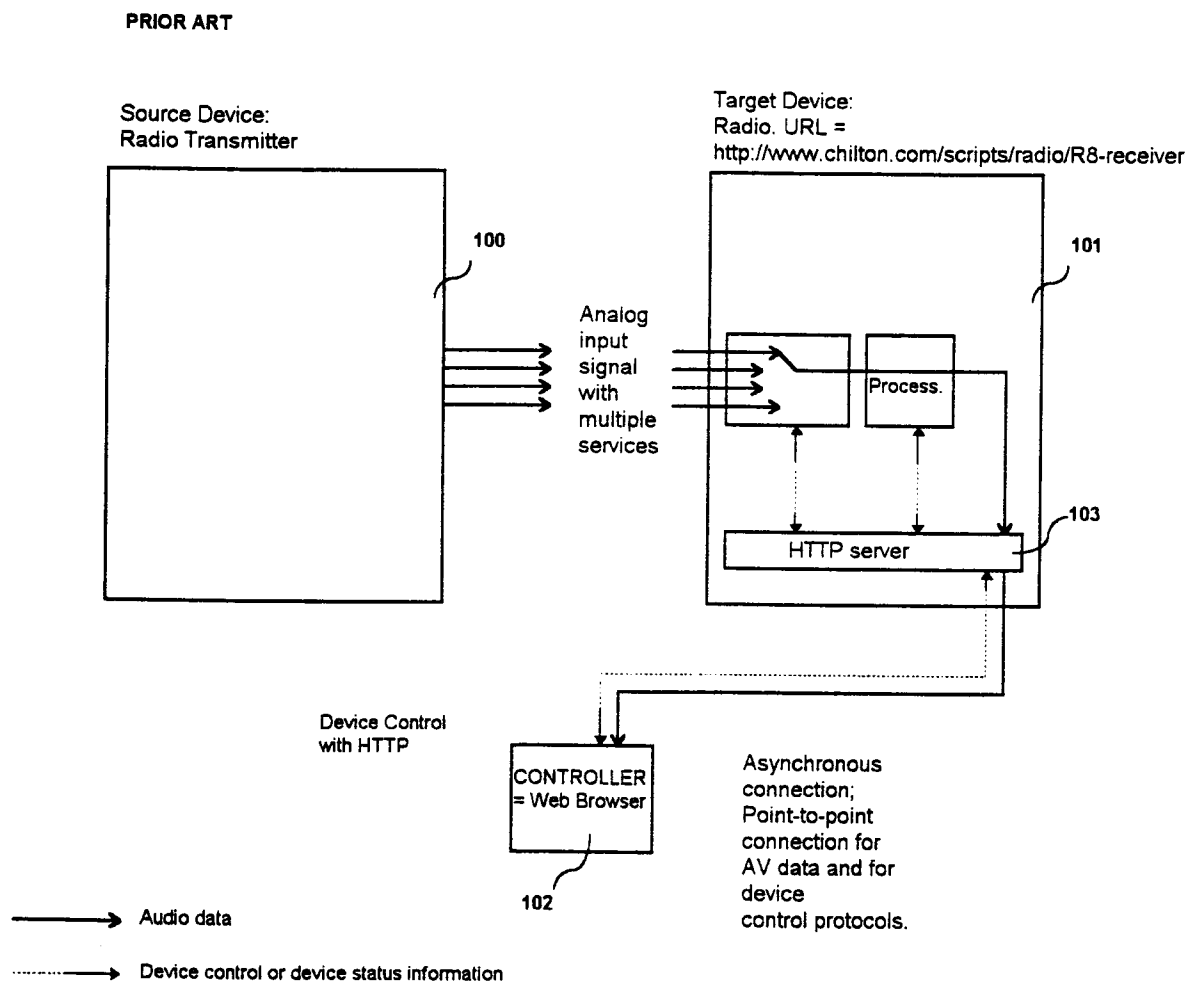 PRIOR ART
Source Device:
Radio Transmitter
Target Device:
Radio. URL =
http://www.chilton.com/scripts/radio/R8-receiver
100
101
Analog
input
signal
with
multiple
services
Process.
103
HTTP server
Device Control
with HTTP
CONTROLLER
= Web Browser
102
Asynchronous
connection;
Point-to-point
connection for
AV data and for
device
control protocols.
Audio data
Device control or device status information